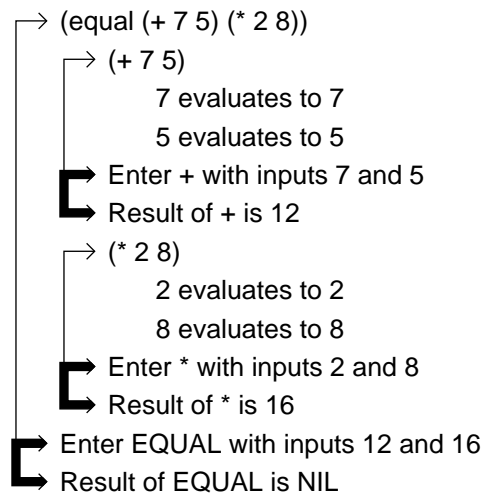 (equal (+ 7 5) (* 2 8))
(+ 7 5)
7 evaluates to 7
5 evaluates to 5
Enter + with inputs 7 and 5
Result of + is 12
(* 2 8)
2 evaluates to 2
8 evaluates to 8
Enter * with inputs 2 and 8
Result of * is 16
Enter EQUAL with inputs 12 and 16
Result of EQUAL is NIL